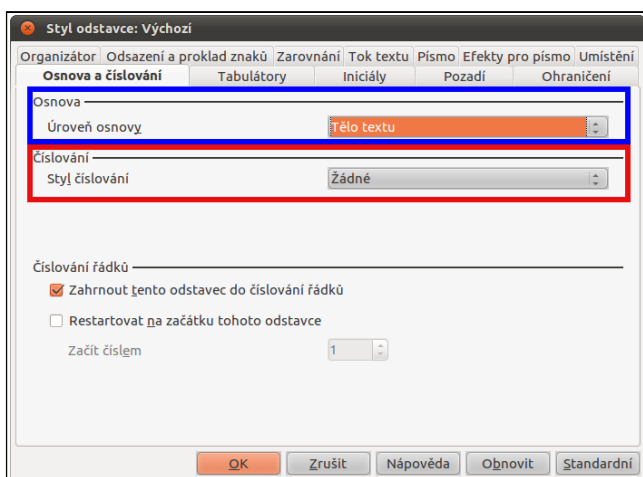 Styl odstavce: Výchozí
Organizátor Odsazení a proklad znaků Zarovnání Tok textu Písmo Efekty pro písmo Umístění
Osnova a číslování Tabulátory Iniciály Pozadí Ohraničení
Osnova
Úroveň osnovy Tělo textu
Číslování
Styl číslování Žádné
Číslování řádků
Zahrnout tento odstavec do číslování řádků
Restartovat na začátku tohoto odstavce
Začít číslem 1
OK Zrušit Nápověda Obnovit Standardní